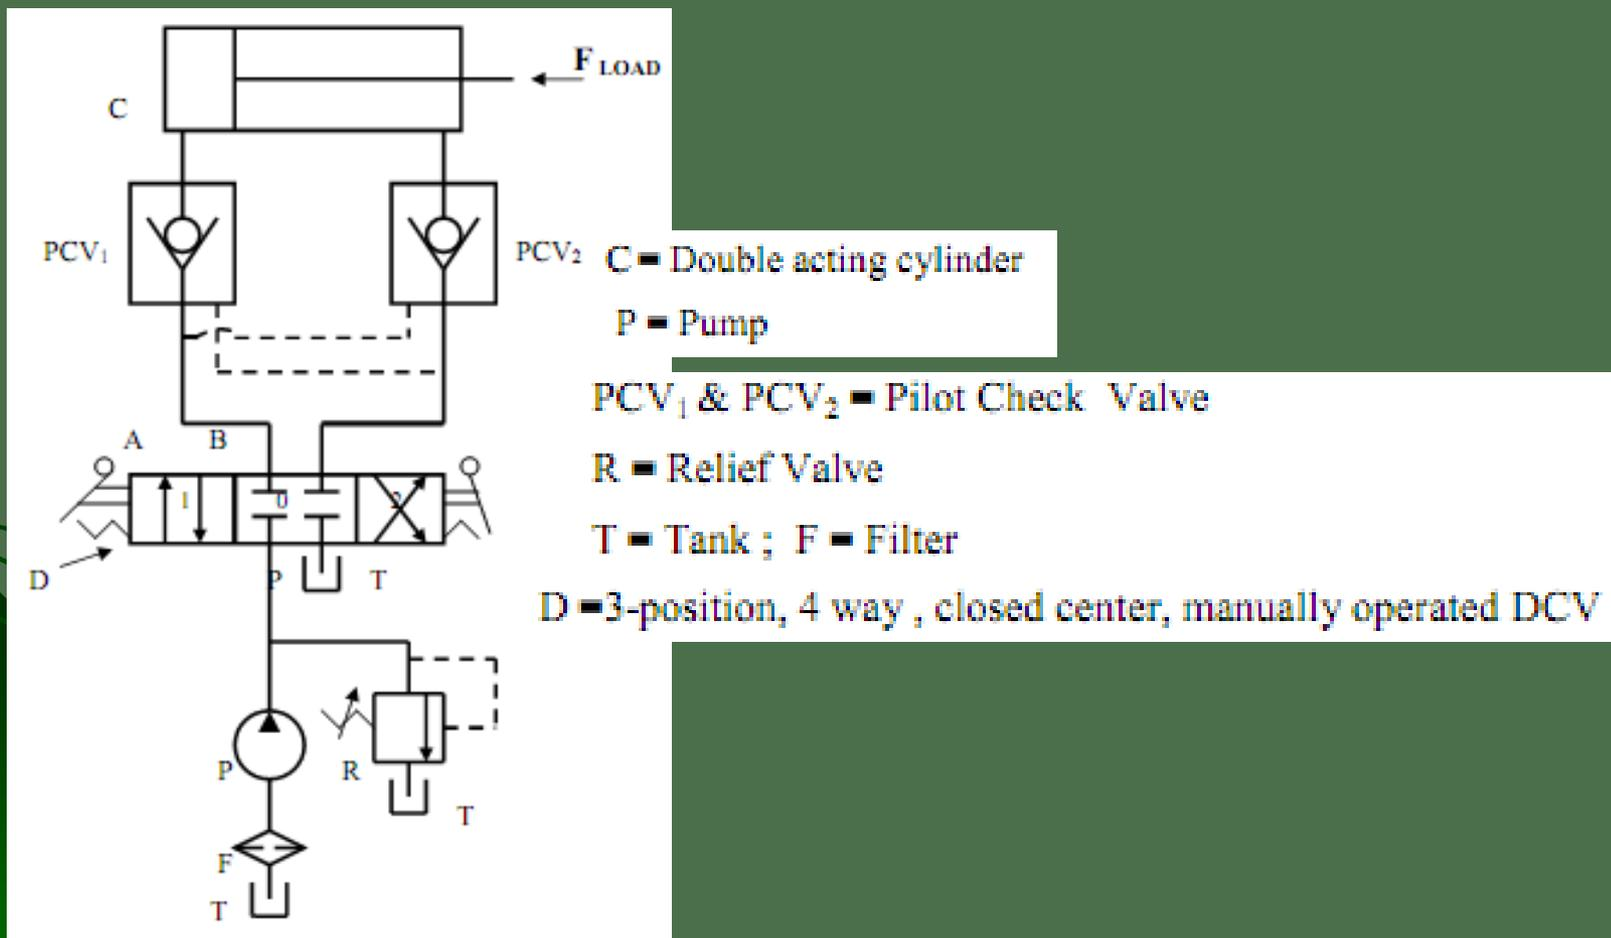 F LOAD
C
PCV₁
PCV₂
C = Double acting cylinder
P = Pump
PCV₁ & PCV₂ = Pilot Check Valve
A
B
R = Relief Valve
1
0
2
T = Tank ; F = Filter
D
P
T
D =3-position, 4 way , closed center, manually operated DCV
P
R
T
F
T